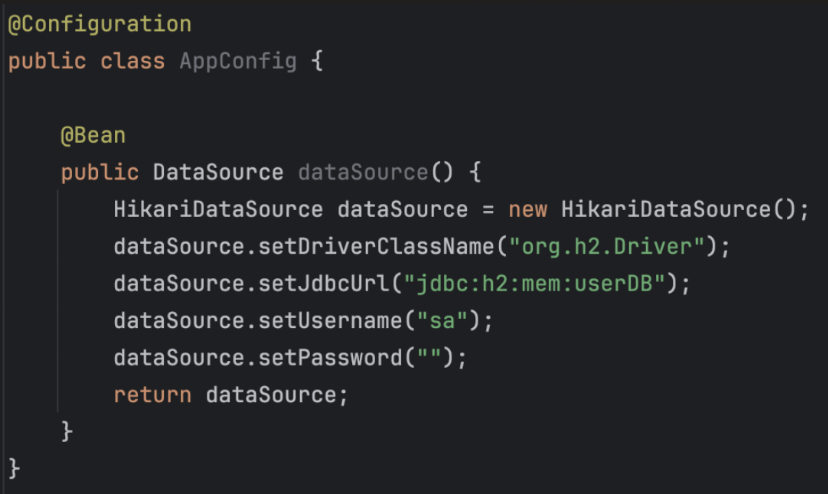 @Configuration
public class AppConfig {
@Bean
public DataSource dataSource() {
HikariDataSource dataSource = new HikariDataSource();
dataSource.setDriverClassName("org.h2.Driver");
dataSource.setJdbcUrl("jdbc:h2:mem:userDB");
dataSource.setUsername("sa");
dataSource.setPassword("");
return dataSource;
}
}